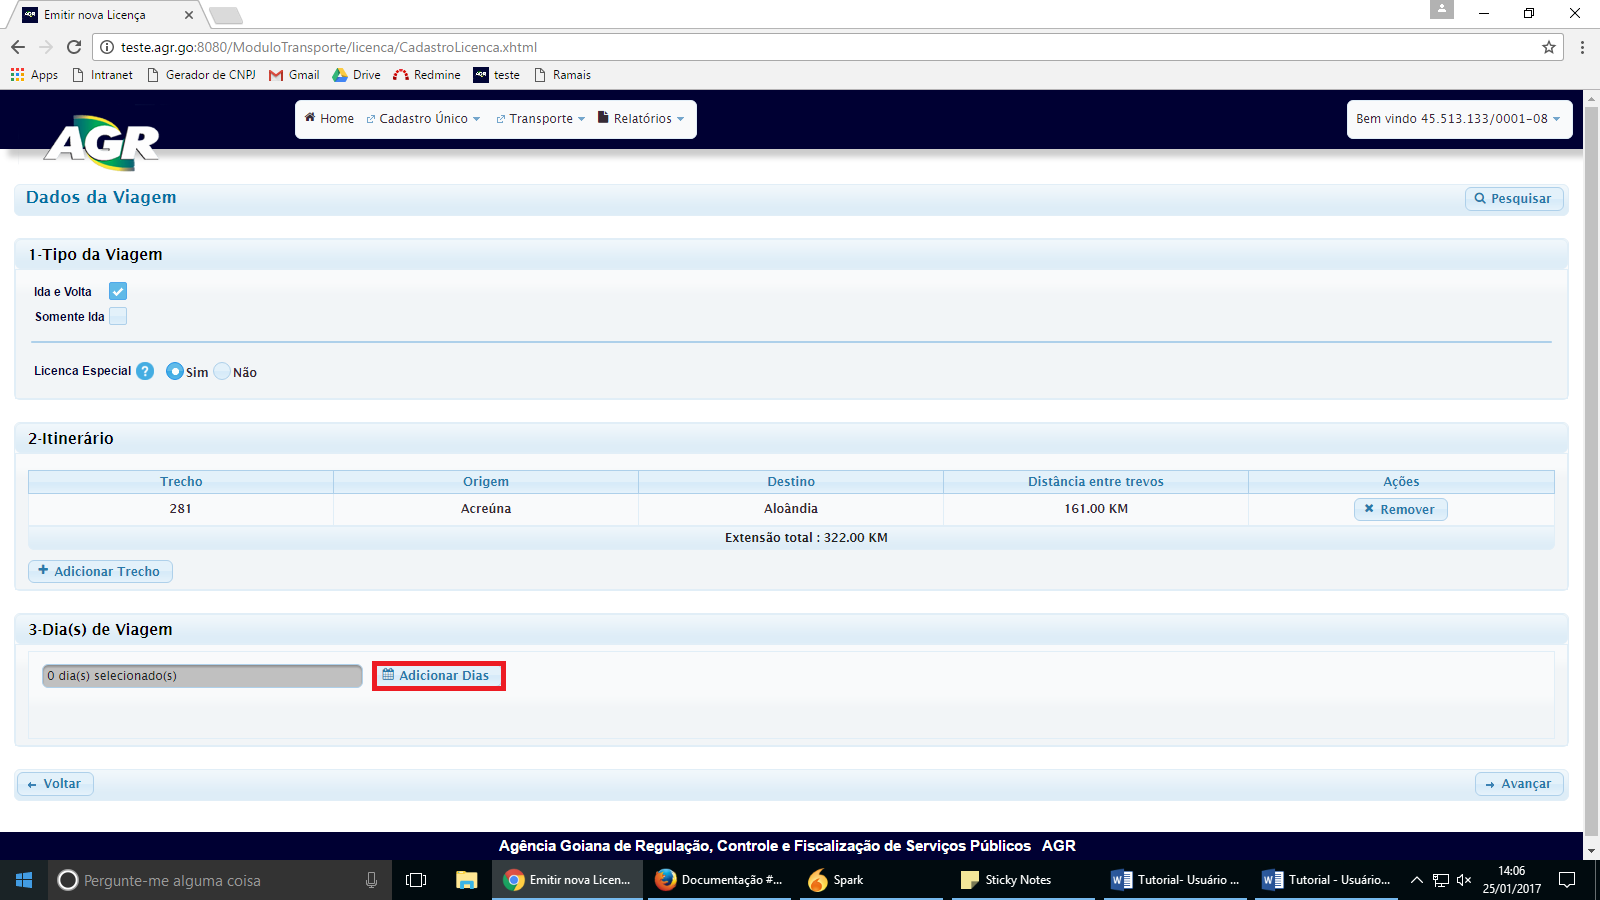 Emitir nova Licença
teste.agr.go:8080/ModuloTransporte/licenca/CadastroLicenca.xhtml
Apps Intranet Gerador de CNPJ Gmail Drive Redmine teste Ramais
AGR
Home Cadastro Único Transporte Relatórios
Bem vindo 45.513.133/0001-08
Dados da Viagem
Pesquisar
1-Tipo da Viagem
Ida e Volta
Somente Ida
Licenca Especial ? Sim Não
2-Itinerário
Trecho Origem Destino Distância entre trevos Ações
281 Acreúna Aloândia 161.00 KM Remover
Extensão total : 322.00 KM
Adicionar Trecho
3-Dia(s) de Viagem
0 dia(s) selecionado(s) Adicionar Dias
Voltar
Avançar
Agência Goiana de Regulação, Controle e Fiscalização de Serviços Públicos AGR
Pergunte-me alguma coisa
Emitir nova Licen...
Documentação #...
Spark
Sticky Notes
Tutorial- Usuário ...
Tutorial - Usuário...
14:06
25/01/2017